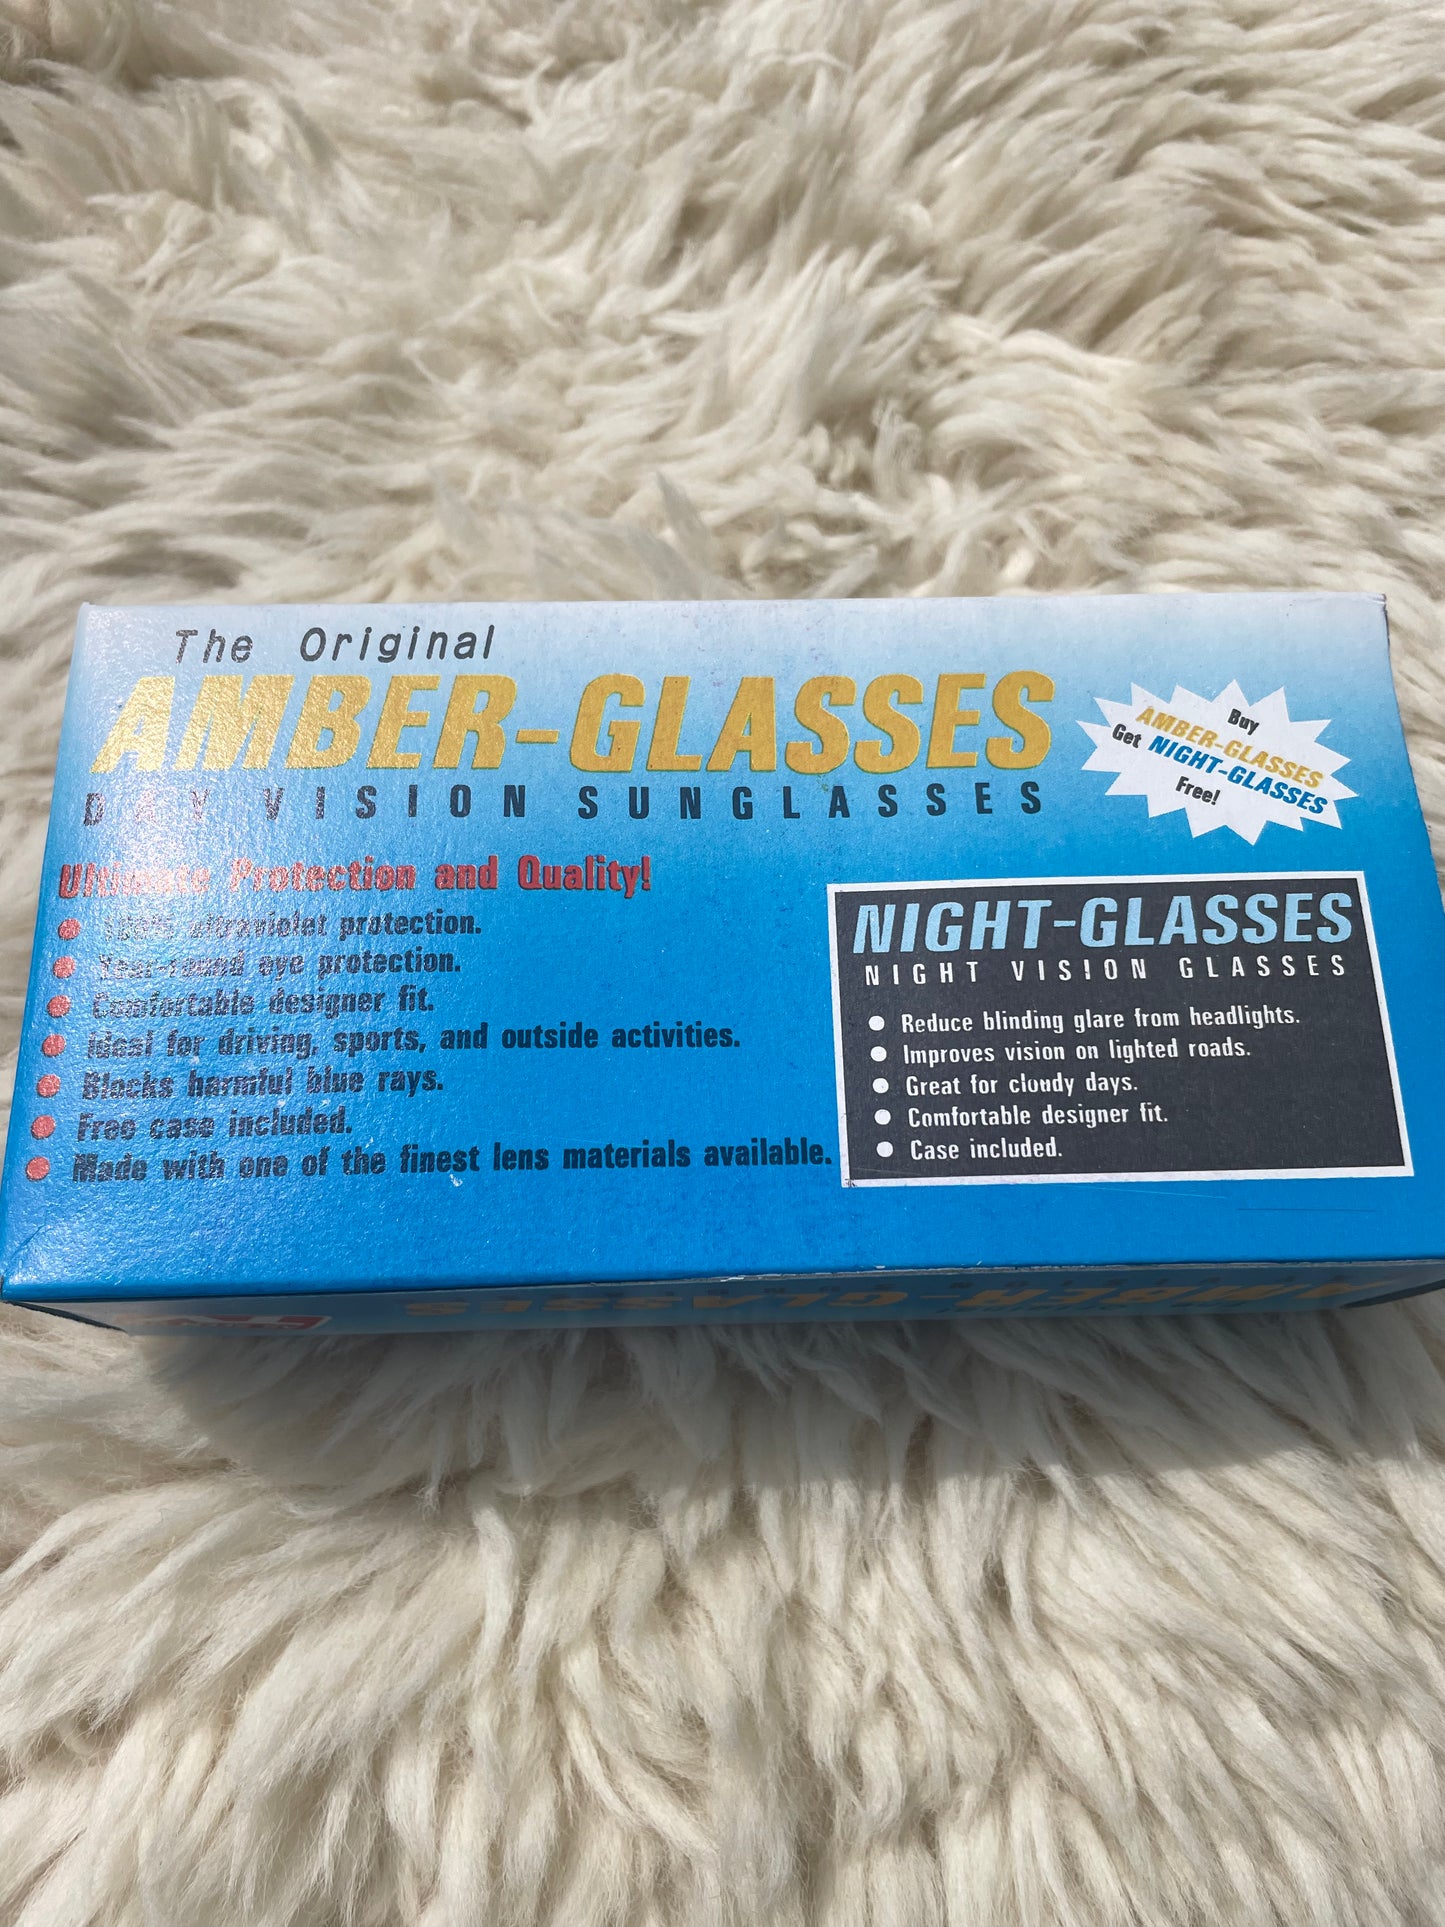 The Original
AMBER-GLASSES
DAY VISION SUNGLASSES
Buy
AMBER-GLASSES
Get NIGHT-GLASSES
Free!
Ultimate Protection and Quality!
100% ultraviolet protection.
Year-round eye protection.
Comfortable designer fit.
Ideal for driving, sports, and outside activities.
Blocks harmful blue rays.
Free case included.
Made with one of the finest lens materials available.
NIGHT-GLASSES
NIGHT VISION GLASSES
Reduce blinding glare from headlights.
Improves vision on lighted roads.
Great for cloudy days.
Comfortable designer fit.
Case included.
AMBER-GLASSES